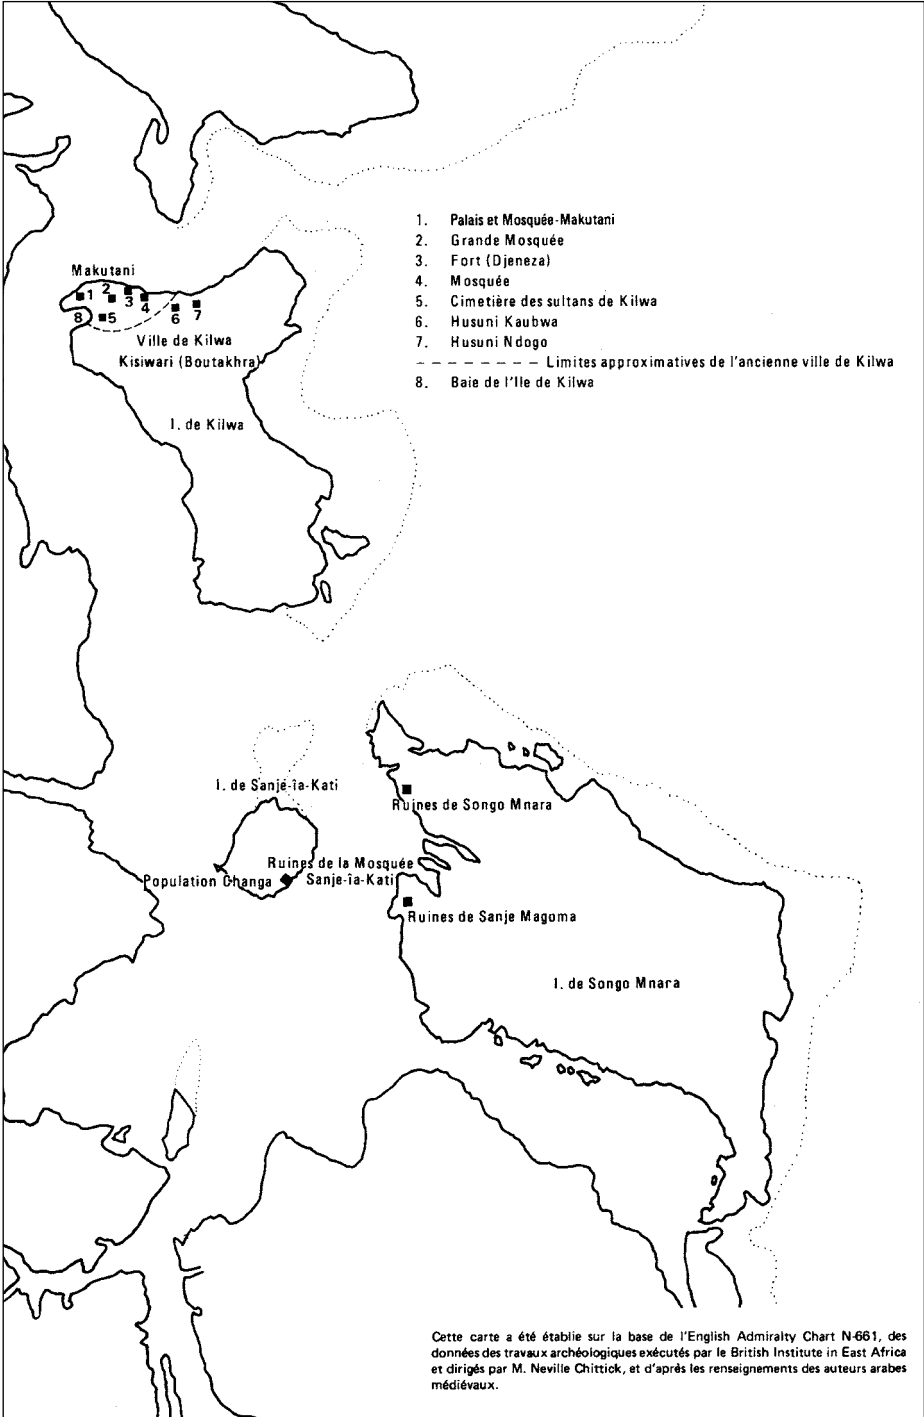 1. Palais et Mosquée-Makutani
2. Grande Mosquée
3. Fort (Djeneza)
4. Mosquée
5. Cimetière des sultans de Kilwa
6. Husuni Kaubwa
7. Husuni Ndogo
Limites approximatives de l'ancienne ville de Kilwa
8. Baie de l'Ile de Kilwa
Makutani
1
2
3
4
8
5
6
7
Ville de Kilwa
Kisiwari (Boutakhra)
I. de Kilwa
I. de Sanje-îa-Kati
Ruines de Songo Mnara
Ruines de la Mosquée
Sanje-îa-Kati
Population Changa
Ruines de Sanje Magoma
I. de Songo Mnara
Cette carte a été établie sur la base de l'English Admiralty Chart N-661, des
données des travaux archéologiques exécutés par le British Institute in East Africa
et dirigés par M. Neville Chittick, et d'après les renseignements des auteurs arabes
médiévaux.